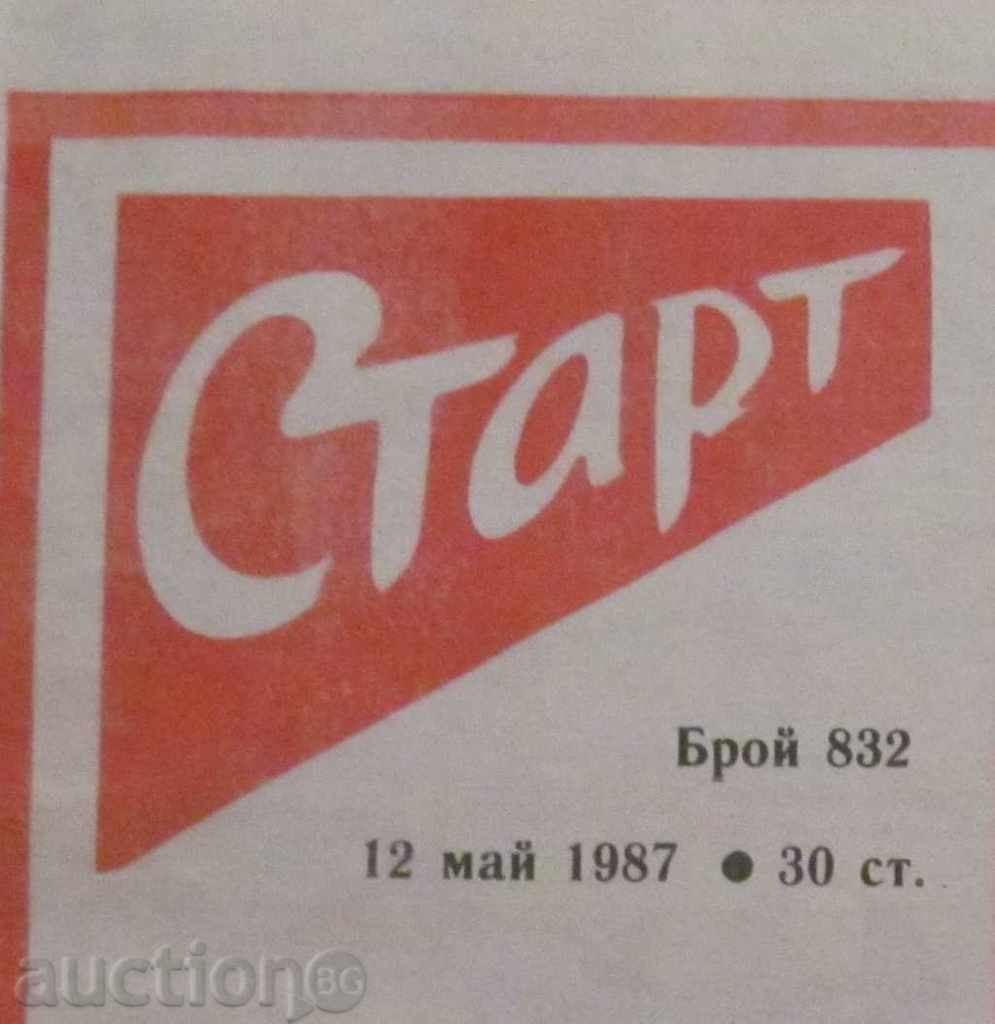 Старт
Брой 832
12 май 1987 ● 30 ст.
auctionBG